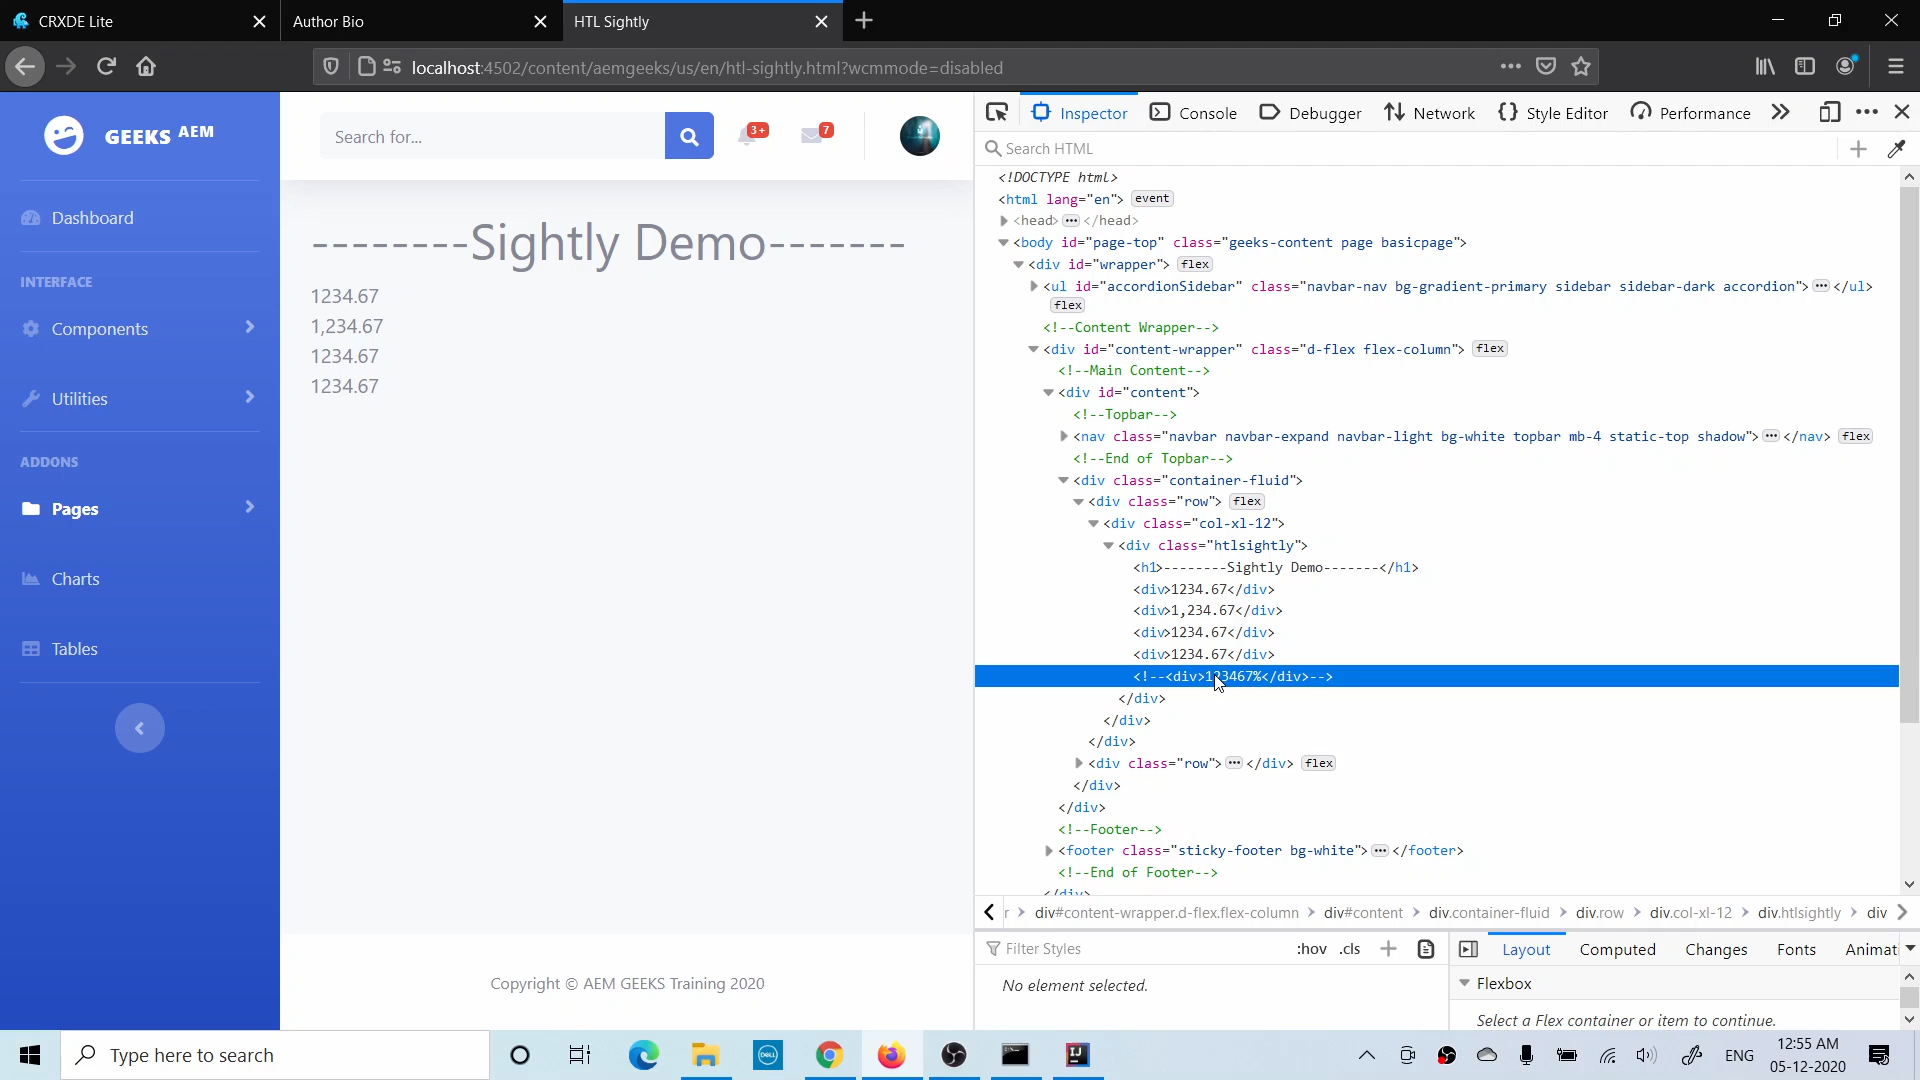 CRXDE Lite
Author Bio
HTL Sightly
localhost:4502/content/aemgeeks/us/en/htl-sightly.html?wcmmode=disabled
GEEKS AEM
Dashboard
INTERFACE
Components
Utilities
ADDONS
Pages
Charts
Tables
Search for...
3+
7
--------Sightly Demo-------
1234.67
1,234.67
1234.67
1234.67
Copyright © AEM GEEKS Training 2020
Inspector
Console
Debugger
Network
Style Editor
Performance
Search HTML
<!DOCTYPE html>
<html lang="en"> event
<head> ••• </head>
<body id="page-top" class="geeks-content page basicpage">
<div id="wrapper"> flex
<ul id="accordionSidebar" class="navbar-nav bg-gradient-primary sidebar sidebar-dark accordion"> ••• </ul>
flex
<!--Content Wrapper-->
<div id="content-wrapper" class="d-flex flex-column"> flex
<!--Main Content-->
<div id="content">
<!--Topbar-->
<nav class="navbar navbar-expand navbar-light bg-white topbar mb-4 static-top shadow"> ••• </nav> flex
<!--End of Topbar-->
<div class="container-fluid">
<div class="row"> flex
<div class="col-xl-12">
<div class="htlsightly">
<h1>--------Sightly Demo-------</h1>
<div>1234.67</div>
<div>1,234.67</div>
<div>1234.67</div>
<div>1234.67</div>
<!--<div>123467%</div>-->
</div>
</div>
</div>
<div class="row"> ••• </div> flex
</div>
</div>
<!--Footer-->
<footer class="sticky-footer bg-white"> ••• </footer>
<!--End of Footer-->
</div>
r > div#content-wrapper.d-flex.flex-column > div#content > div.container-fluid > div.row > div.col-xl-12 > div.htlsightly > div
Filter Styles
:hov .cls
No element selected.
Layout
Computed
Changes
Fonts
Animati
Flexbox
Select a Flex container or item to continue.
Type here to search
DELL
IJ
ENG
12:55 AM
05-12-2020